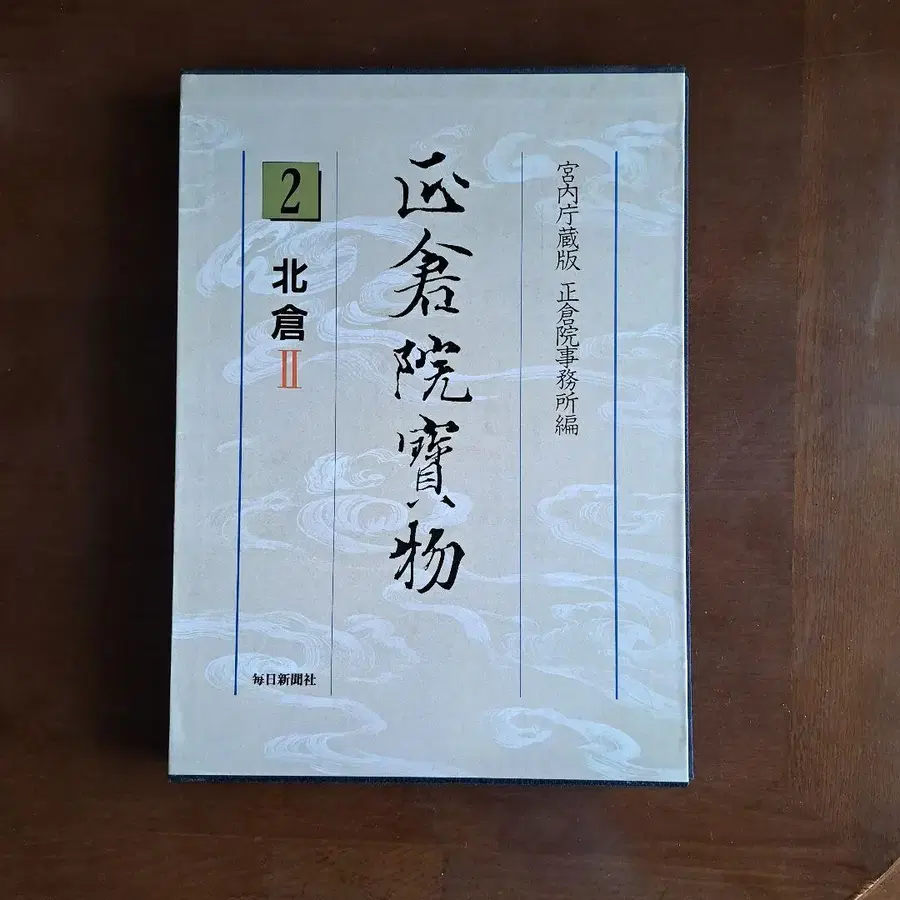 宮内庁蔵版 正倉院事務所編
正倉院寶物
2
北倉
II
毎日新聞社